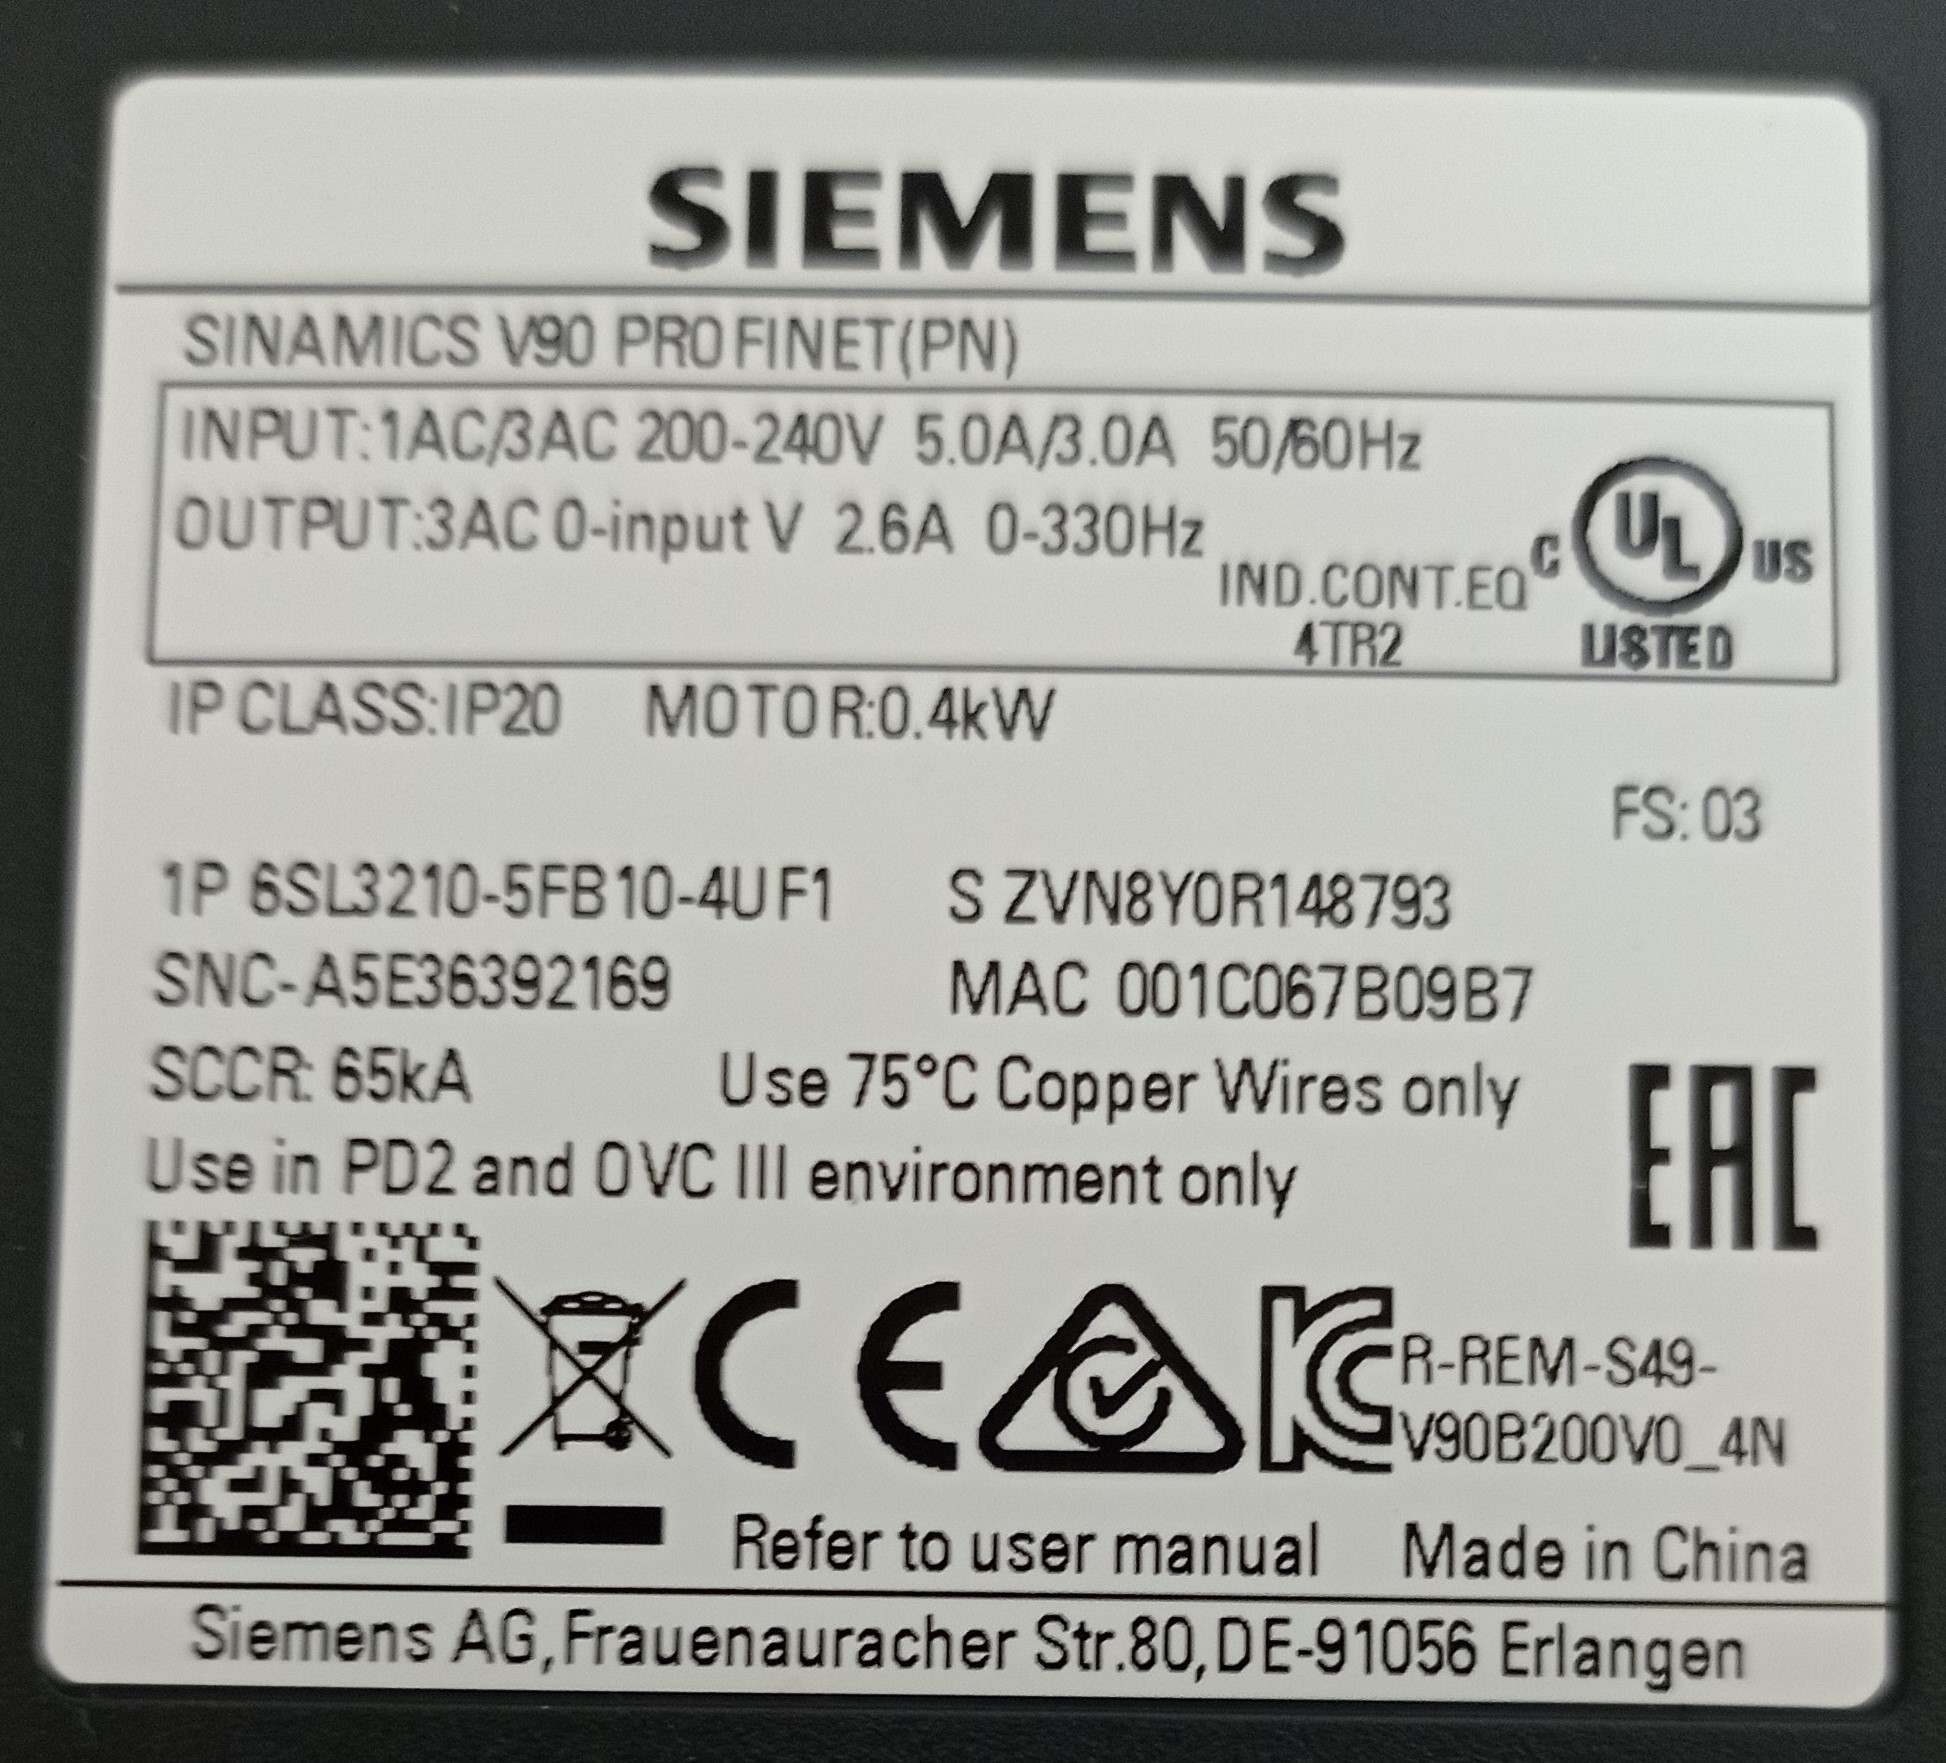 SIEMENS
SINAMICS V90 PROFINET(PN)
INPUT:1AC/3AC 200-240V 5.0A/3.0A 50/60Hz
OUTPUT:3AC 0-input V 2.6A 0-330Hz
IND.CONT.EQ
4TR2
C UL US
LISTED
IP CLASS:IP20 MOTOR:0.4kW
FS: 03
1P 6SL3210-5FB10-4UF1 S ZVN8Y0R148793
SNC-A5E36392169 MAC 001C067B09B7
SCCR: 65kA Use 75°C Copper Wires only
Use in PD2 and OVC III environment only
EAC
CE
KC
R-REM-S49-
V90B200V0_4N
Refer to user manual Made in China
Siemens AG,Frauenauracher Str.80,DE-91056 Erlangen